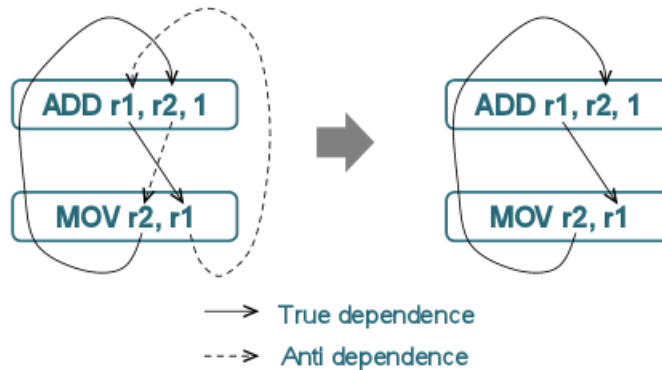 ADD r1, r2, 1
ADD r1, r2, 1
MOV r2, r1
MOV r2, r1
True dependence
Anti dependence